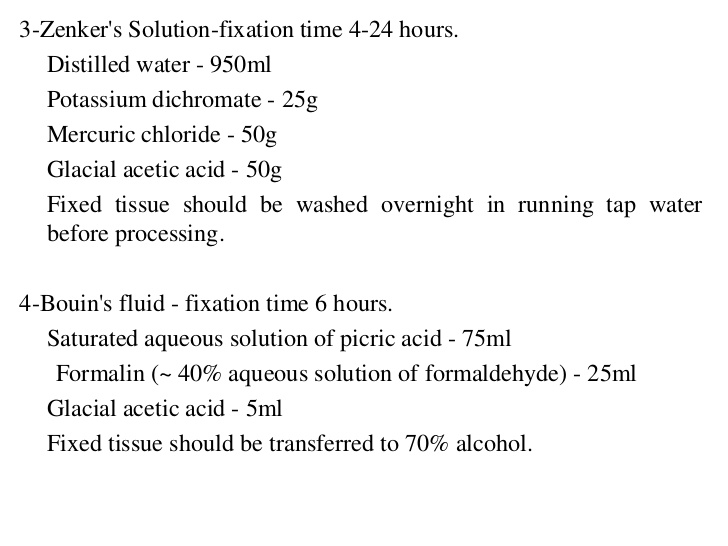 3-Zenker's Solution-fixation time 4-24 hours.
Distilled water - 950ml
Potassium dichromate - 25g
Mercuric chloride - 50g
Glacial acetic acid - 50g
Fixed tissue should be washed overnight in running tap water
before processing.
4-Bouin's fluid - fixation time 6 hours.
Saturated aqueous solution of picric acid - 75ml
Formalin (~ 40% aqueous solution of formaldehyde) - 25ml
Glacial acetic acid - 5ml
Fixed tissue should be transferred to 70% alcohol.